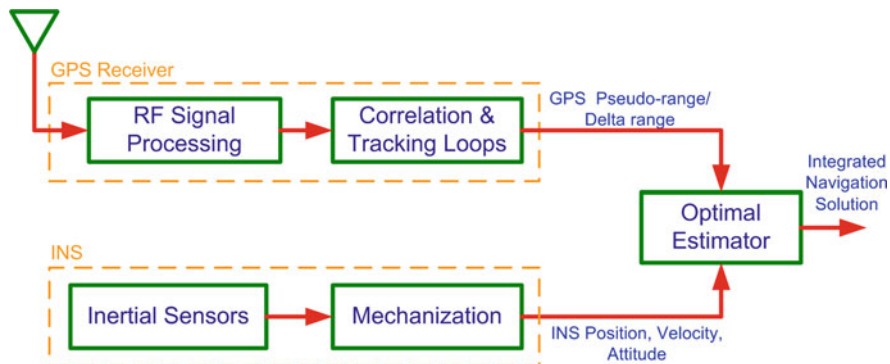 GPS Receiver
RF Signal
Processing
Correlation &
Tracking Loops
GPS Pseudo-range/
Delta range
Integrated
Navigation
Solution
Optimal
Estimator
INS
Inertial Sensors
Mechanization
INS Position, Velocity,
Attitude